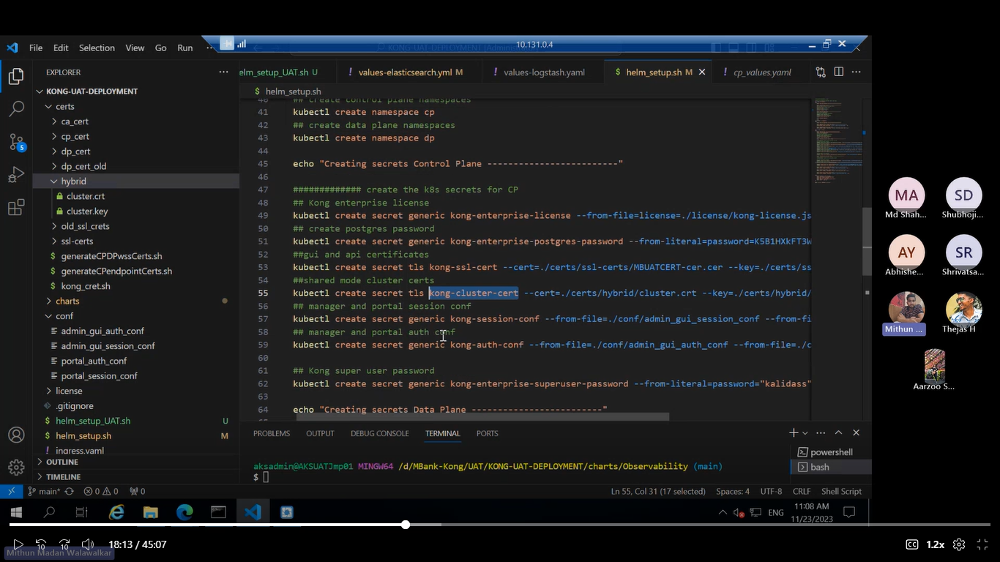 File Edit Selection View Go Run ···
10.131.0.4
KONG-UAT-DEPLOYMENT [Admini
EXPLORER
elm_setup_UAT.sh U
values-elasticsearch.yml M
values-logstash.yaml
helm_setup.sh M
cp_values.yaml
helm_setup.sh
KONG-UAT-DEPLOYMENT
certs
ca_cert
cp_cert
dp_cert
dp_cert_old
hybrid
cluster.crt
cluster.key
old_ssl_crets
ssl-certs
generateCPDPwssCerts.sh
generateCPendpointCerts.sh
kong_cret.sh
charts
conf
admin_gui_auth_conf
admin_gui_session_conf
portal_auth_conf
portal_session_conf
license
.gitignore
helm_setup_UAT.sh U
helm_setup.sh M
ingress.yaml
OUTLINE
TIMELINE
5
40 ## create control plane namespaces
41 kubectl create namespace cp
42 ## create data plane namespaces
43 kubectl create namespace dp
44
45 echo "Creating secrets Control Plane -------------------------"
46
47 ############# create the k8s secrets for CP
48 ## Kong enterprise license
49 kubectl create secret generic kong-enterprise-license --from-file=license=./license/kong-license.js
50 ## create postgres password
51 kubectl create secret generic kong-enterprise-postgres-password --from-literal=password=K5B1HXkFT3W
52 ##gui and api certificates
53 kubectl create secret tls kong-ssl-cert --cert=./certs/ssl-certs/MBUATCERT-cer.cer --key=./certs/ss
54 ##shared mode cluster certs
55 kubectl create secret tls kong-cluster-cert --cert=./certs/hybrid/cluster.crt --key=./certs/hybrid/
56 ## manager and portal session conf
57 kubectl create secret generic kong-session-conf --from-file=./conf/admin_gui_session_conf --from-fi
58 ## manager and portal auth conf
59 kubectl create secret generic kong-auth-conf --from-file=./conf/admin_gui_auth_conf --from-file=./c
60
61 ## Kong super user password
62 kubectl create secret generic kong-enterprise-superuser-password --from-literal=password="kalidass"
63
64 echo "Creating secrets Data Plane -------------------------"
PROBLEMS OUTPUT DEBUG CONSOLE TERMINAL PORTS
powershell
bash
aksadmin@AKSUATJmp01 MINGW64 /d/MBank-Kong/UAT/KONG-UAT-DEPLOYMENT/charts/Observability (main)
$
main* 0 0 0 Ln 55, Col 31 (17 selected) Spaces: 4 UTF-8 CRLF Shell Script
ENG
11:08 AM
11/23/2023
MA
Md Shah...
SD
Shubhoji...
AY
Abhishe...
SR
Shrivatsa...
Mithun ...
Thejas H
Aarzoo S...
10 10 18:13 / 45:07 CC 1.2x
Mithun Madan Walawalkar